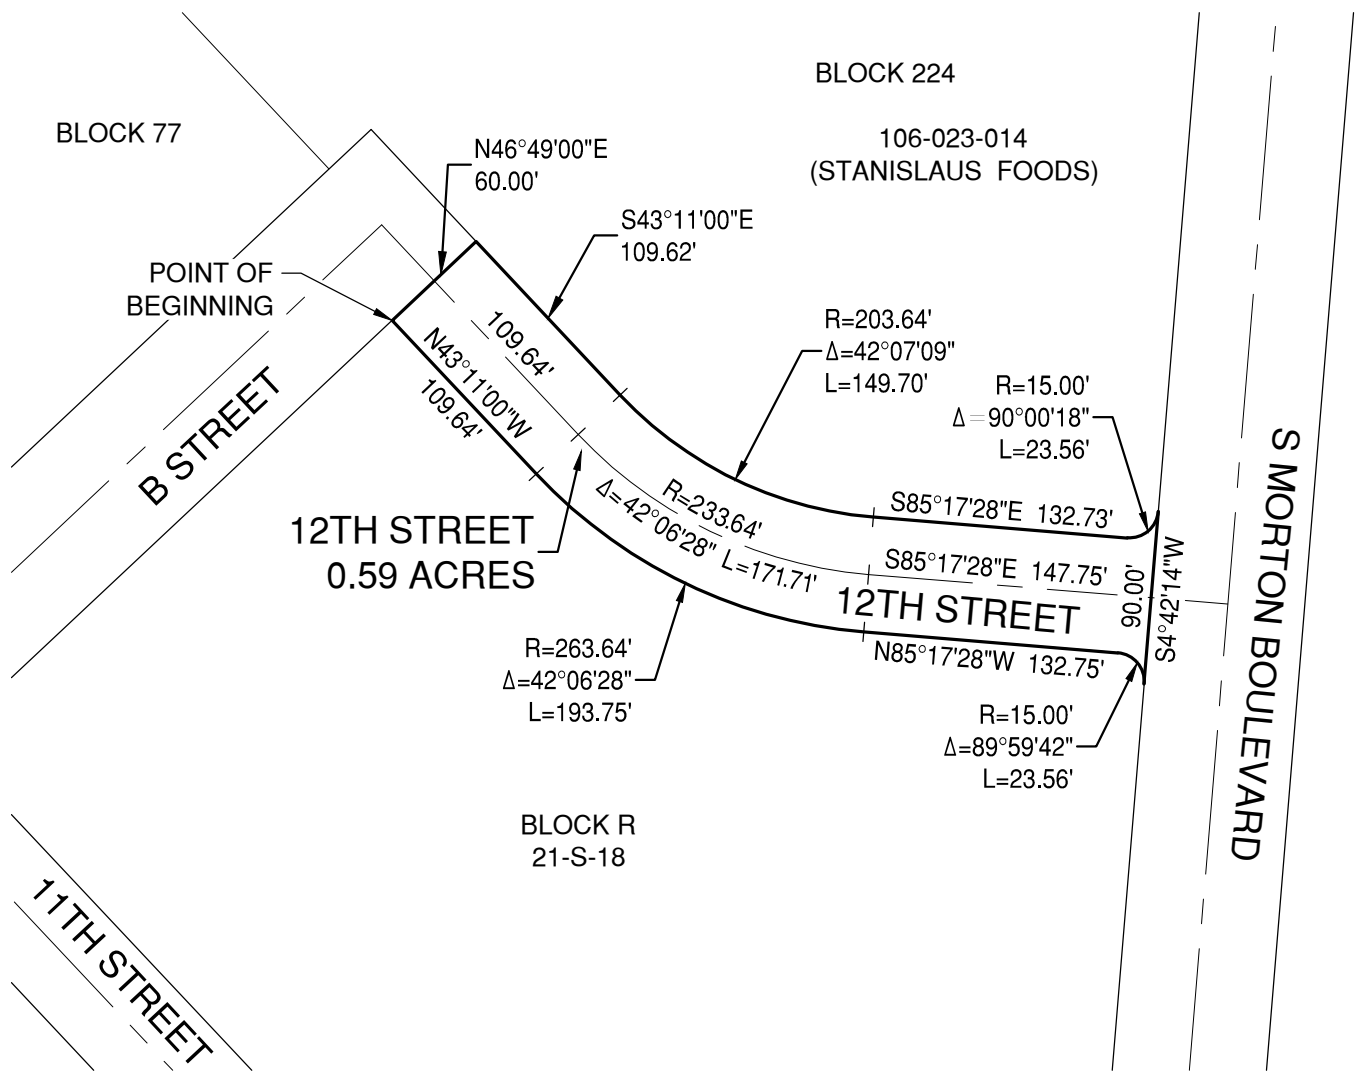 BLOCK 224
BLOCK 77
106-023-014
(STANISLAUS FOODS)
N46°49'00"E
60.00'
S43°11'00"E
109.62'
POINT OF
BEGINNING
R=203.64'
Δ=42°07'09"
L=149.70'
109.64'
N43°11'00"W
109.64'
R=15.00'
Δ=90°00'18"
L=23.56'
B STREET
S MORTON BOULEVARD
R=233.64'
Δ=42°06'28" L=171.71'
S85°17'28"E 132.73'
12TH STREET
0.59 ACRES
S85°17'28"E 147.75'
90.00'
S4°42'14"W
12TH STREET
N85°17'28"W 132.75'
R=263.64'
Δ=42°06'28"
L=193.75'
R=15.00'
Δ=89°59'42"
L=23.56'
BLOCK R
21-S-18
11TH STREET